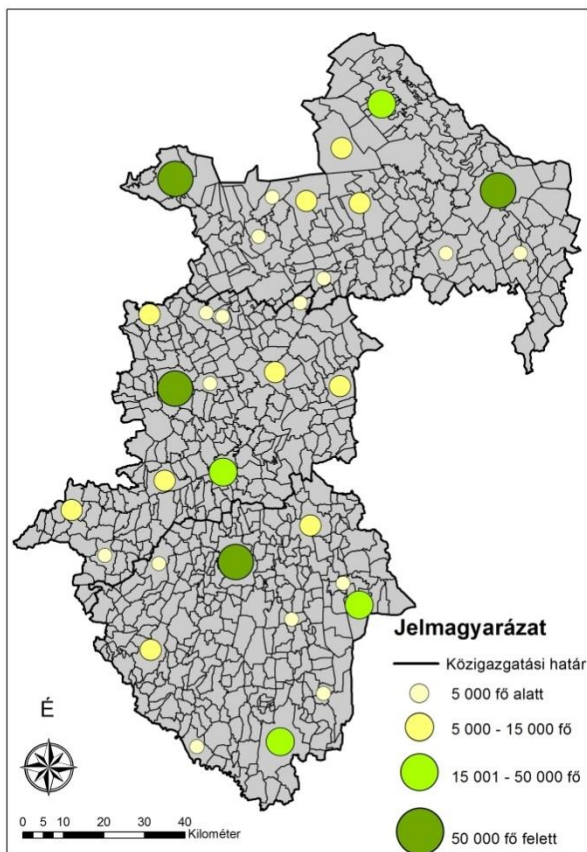 Jelmagyarázat
Közigazgatási határ
5 000 fő alatt
5 000 - 15 000 fő
15 001 - 50 000 fő
50 000 fő felett
É
0 5 10 20 30 40
Kilométer